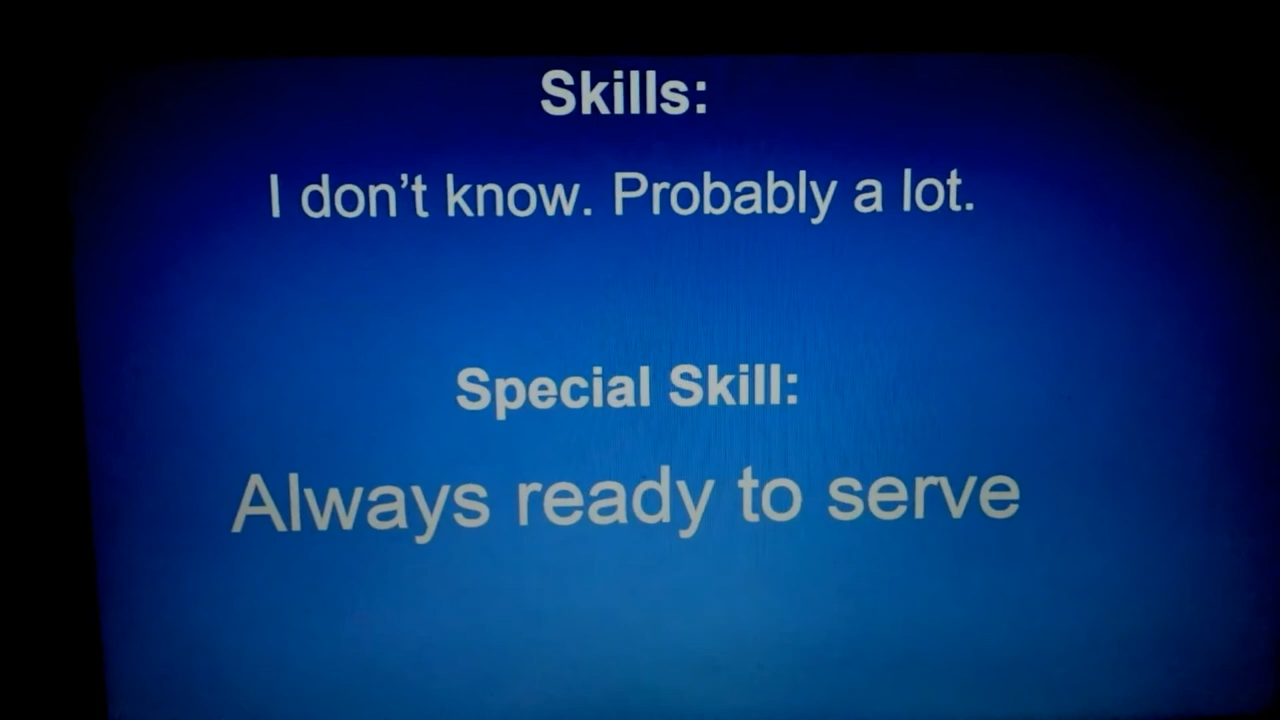 Skills:
I don’t know. Probably a lot.
Special Skill:
Always ready to serve